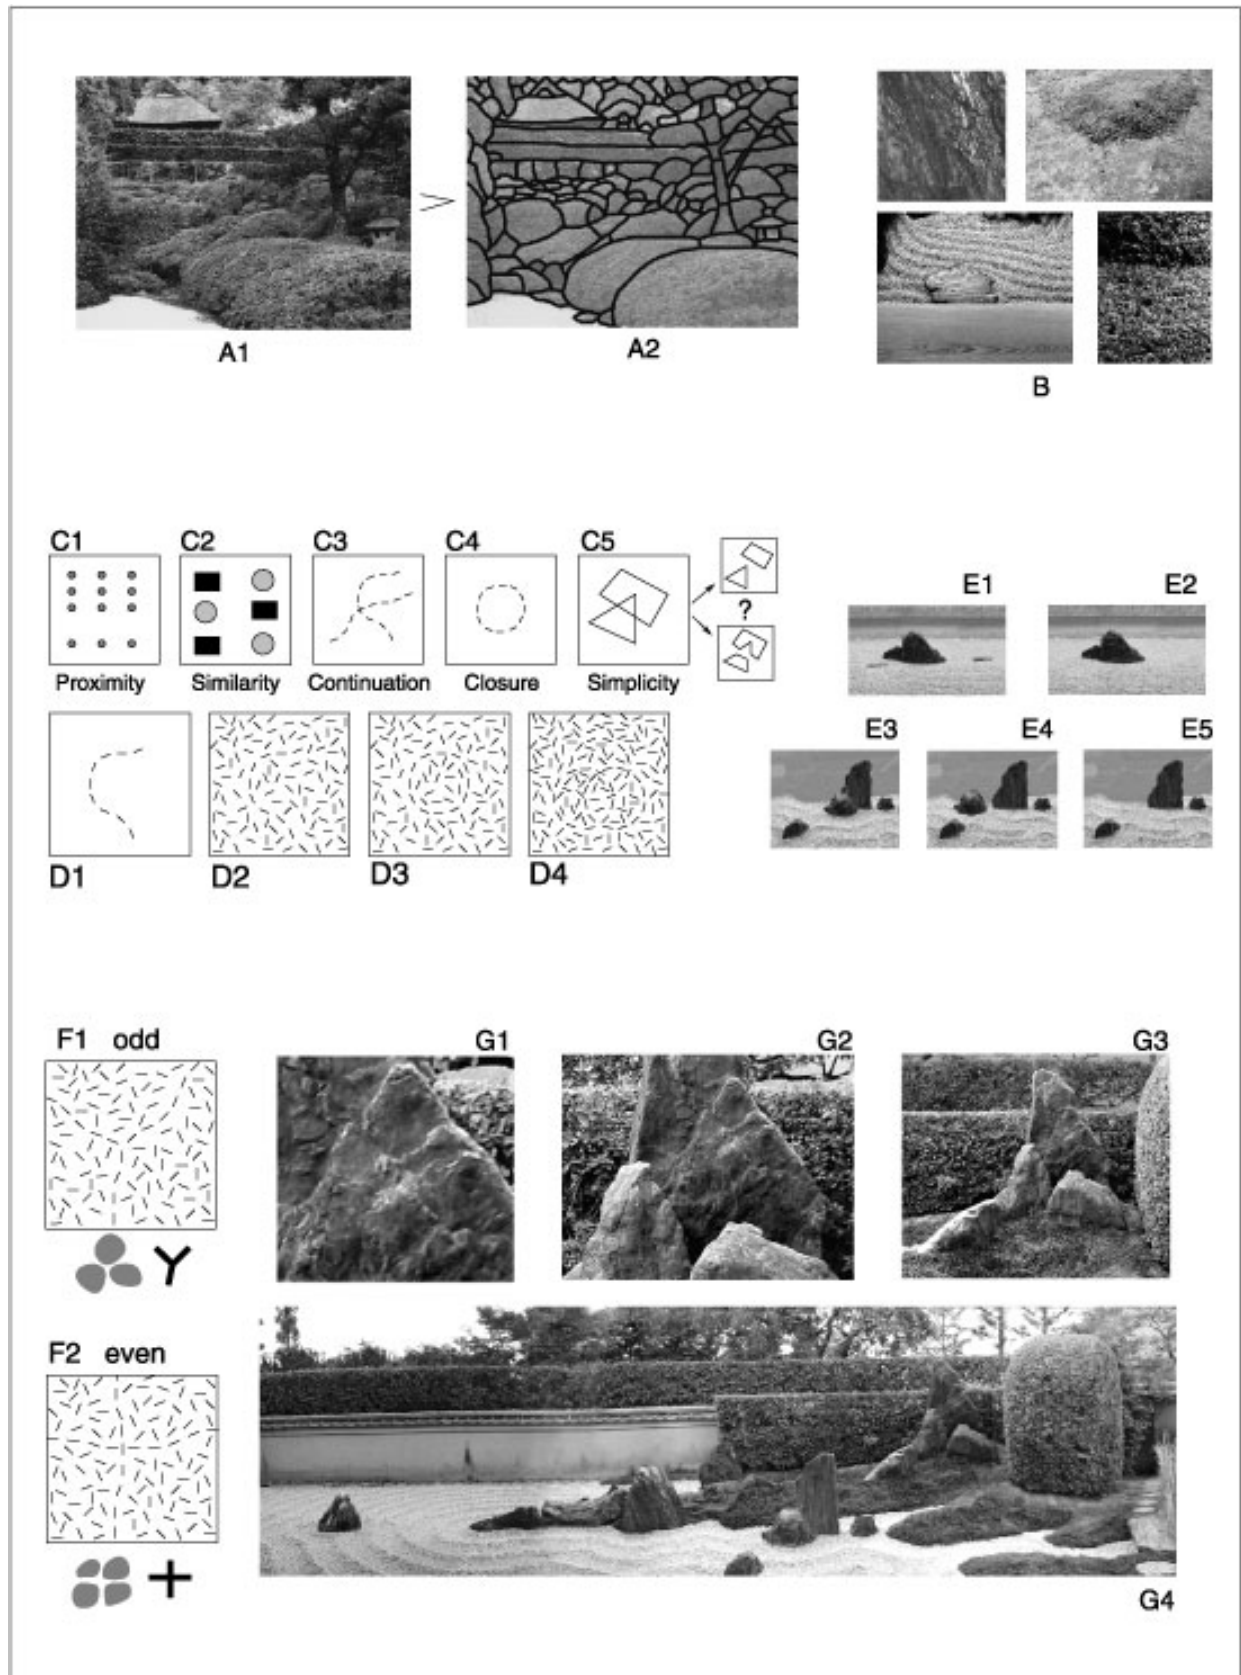 A1
>
A2
B
C1 C2 C3 C4 C5
?
Proximity Similarity Continuation Closure Simplicity
E1 E2
E3 E4 E5
D1 D2 D3 D4
F1 odd
G1 G2 G3
F2 even
G4